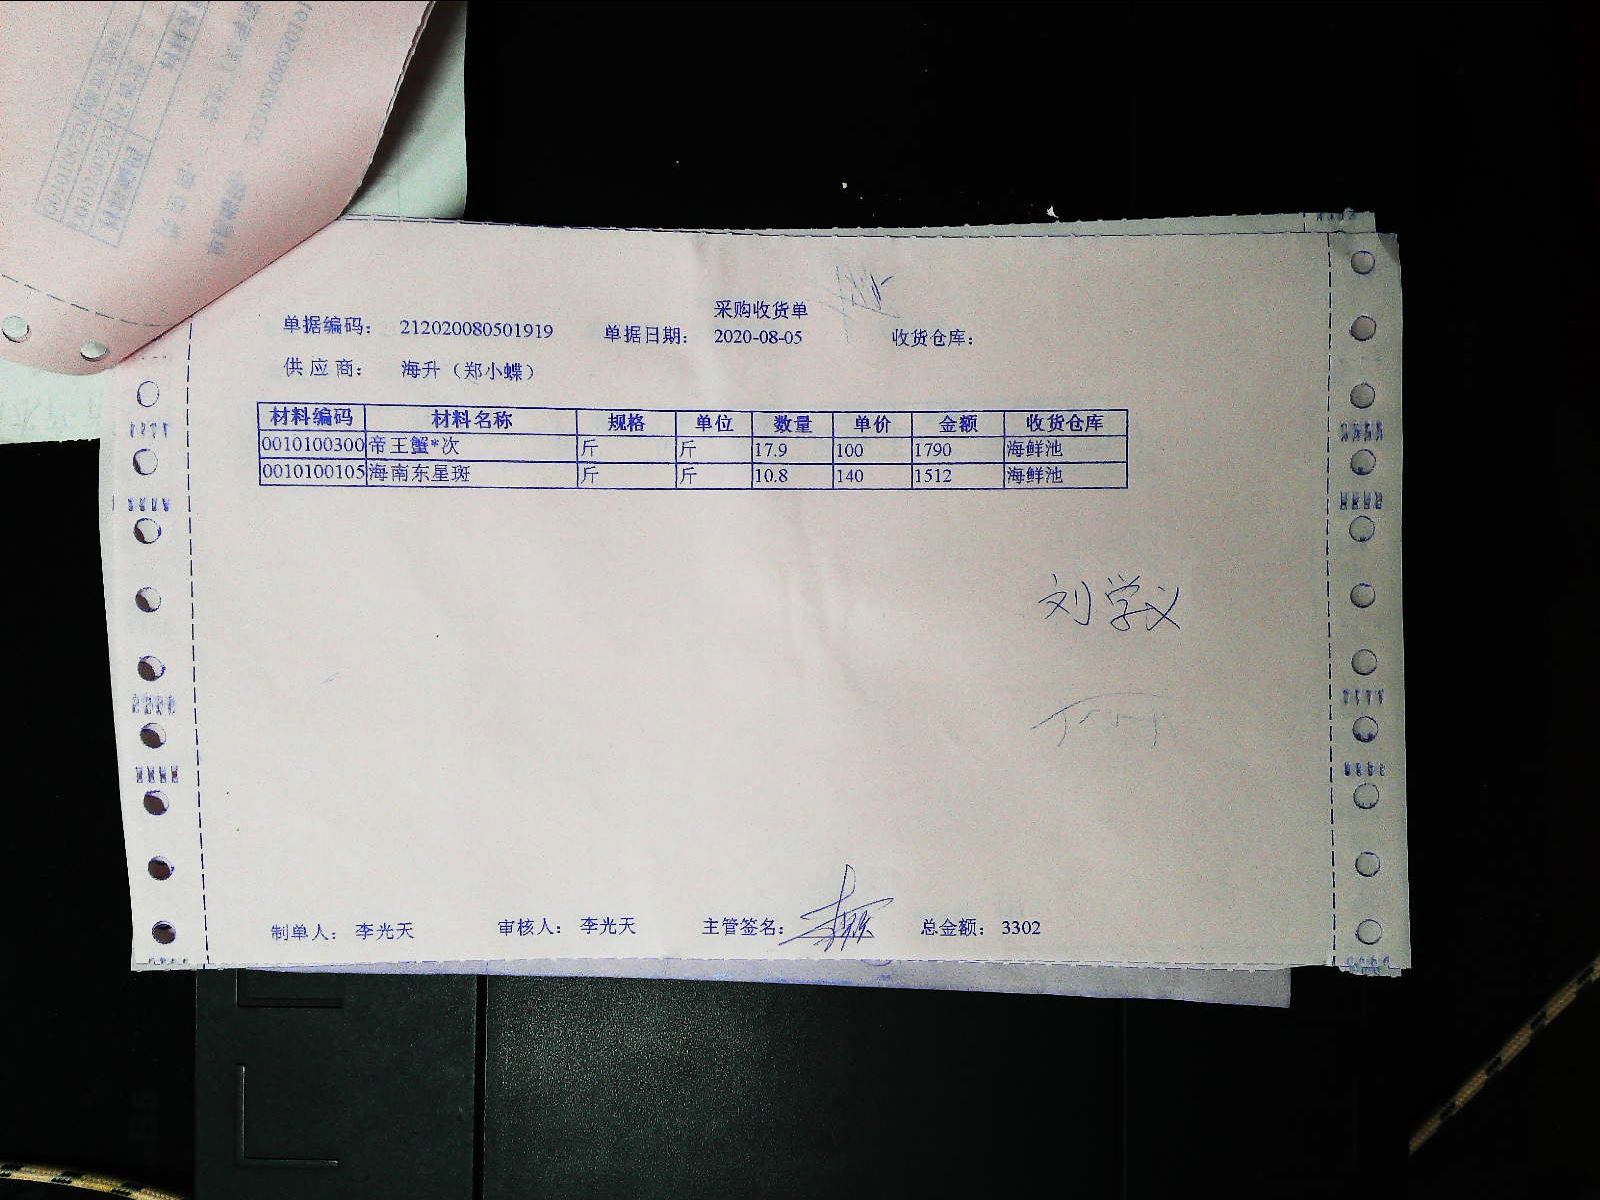 采购收货单
单据编码： 212020080501919 单据日期： 2020-08-05 收货仓库：
供应商： 海升（郑小蝶）
材料编码 材料名称 规格 单位 数量 单价 金额 收货仓库
0010100300 帝王蟹*次 斤 斤 17.9 100 1790 海鲜池
0010100105 海南东星斑 斤 斤 10.8 140 1512 海鲜池
刘学义
制单人： 李光天 审核人： 李光天 主管签名： 总金额： 3302